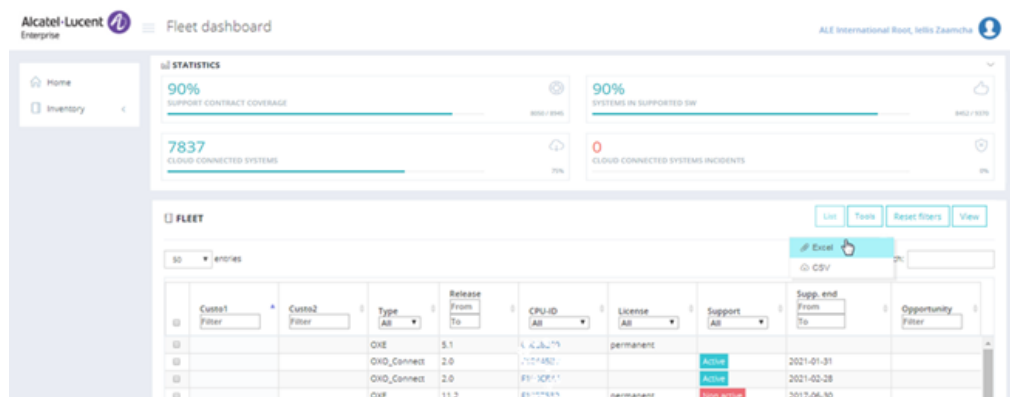 Alcatel·Lucent
Enterprise
Fleet dashboard
ALE International Root, Iellis Zaamcha
Home
Inventory
STATISTICS
90%
SUPPORT CONTRACT COVERAGE
90%
SYSTEMS IN SUPPORTED SW
8452 / 9376
7837
CLOUD CONNECTED SYSTEMS
75%
0
CLOUD CONNECTED SYSTEMS INCIDENTS
0%
FLEET
List Tools Reset filters View
50 entries
Excel
CSV
Custo1 Custo2 Type Release CPU-ID License Support Supp. end Opportunity
Filter Filter All From To All All All From To Filter
OXE 5.1 permanent
OXO_Connect 2.0 Active 2021-01-31
OXO_Connect 2.0 Active 2021-02-28
OXE 11.2 permanent Non active 2017-06-30